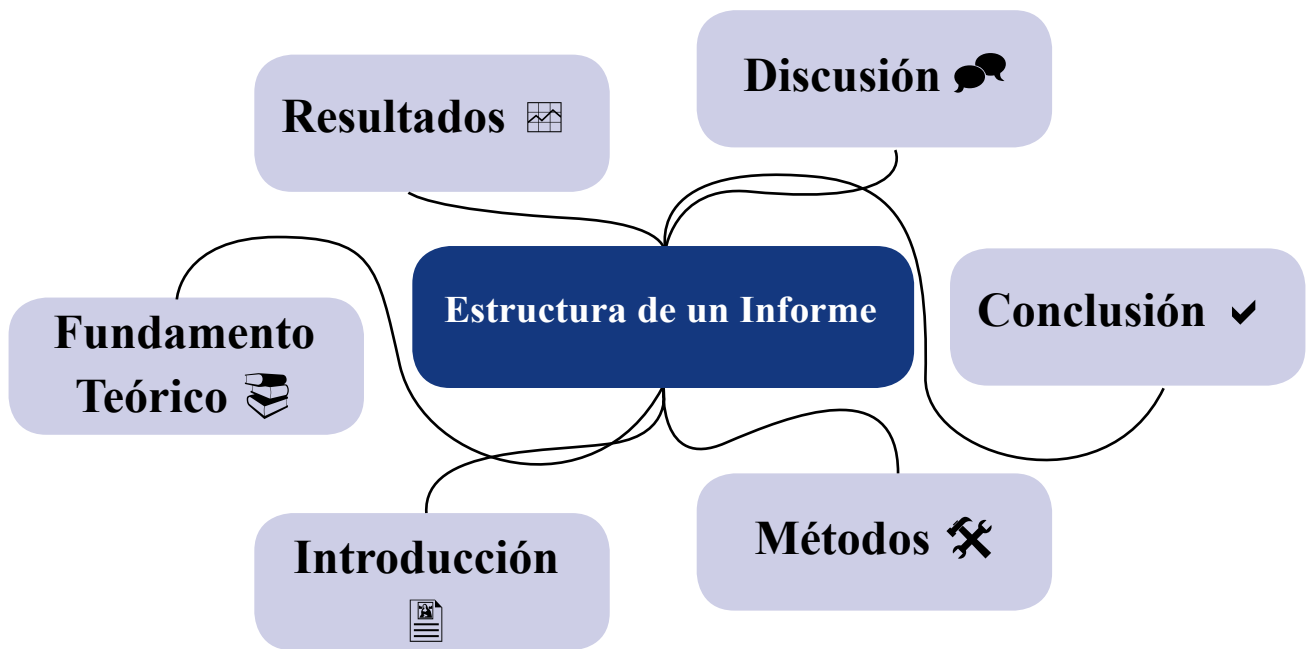 Discusión
Resultados
Estructura de un Informe
Conclusión
Fundamento
Teórico
Métodos
Introducción